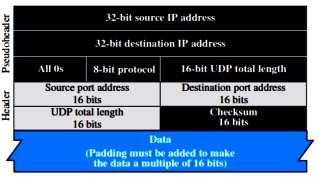 Pseudoheader
32-bit source IP address
32-bit destination IP address
All 0s
8-bit protocol
16-bit UDP total length
Header
Source port address
16 bits
Destination port address
16 bits
UDP total length
16 bits
Checksum
16 bits
Data
(Padding must be added to make
the data a multiple of 16 bits)